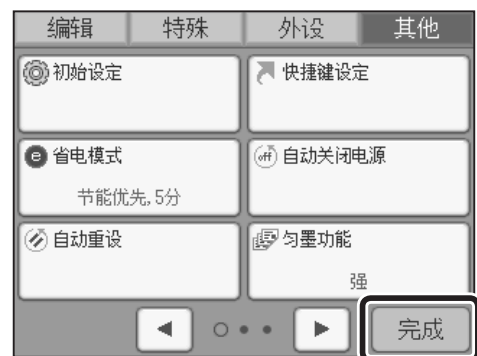 编辑 特殊 外设 其他
初始设定 快捷键设定
省电模式 off 自动关闭电源
节能优先,5分
自动重设 匀墨功能
强
完成